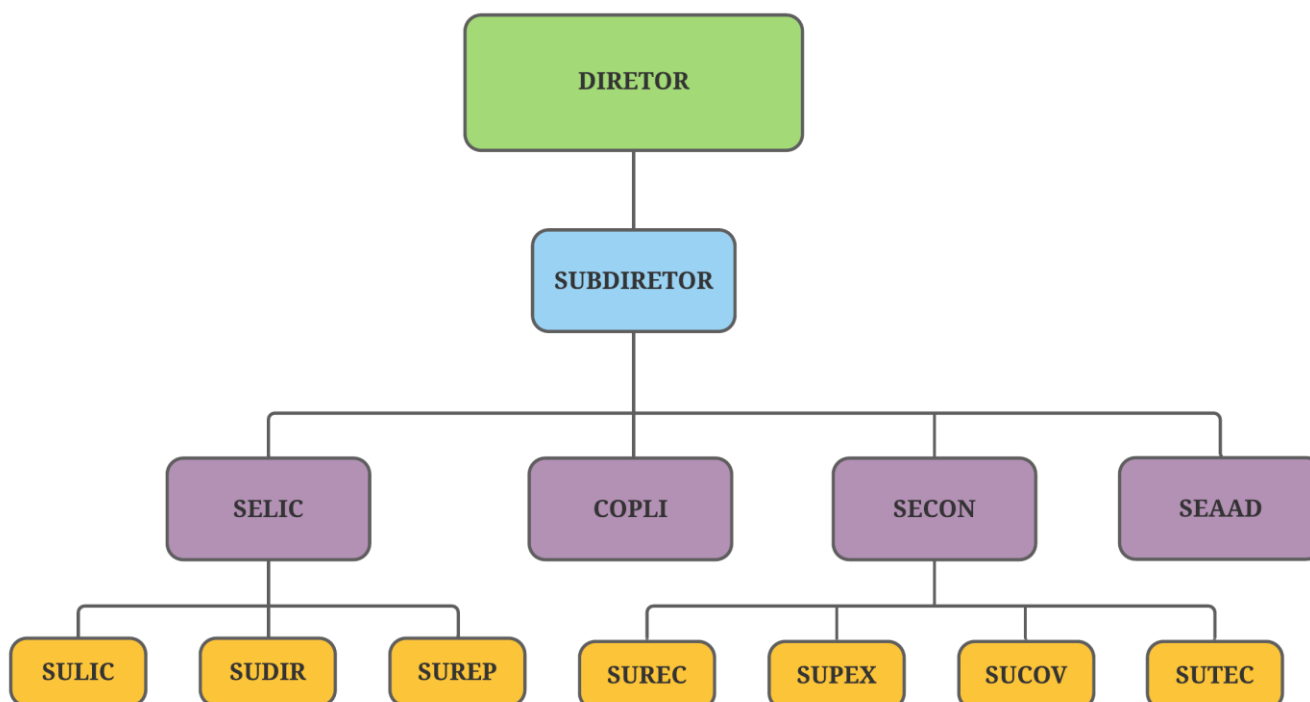 DIRETOR
SUBDIRETOR
SELIC
COPLI
SECON
SEAAD
SULIC
SUDIR
SUREP
SUREC
SUPEX
SUCOV
SUTEC